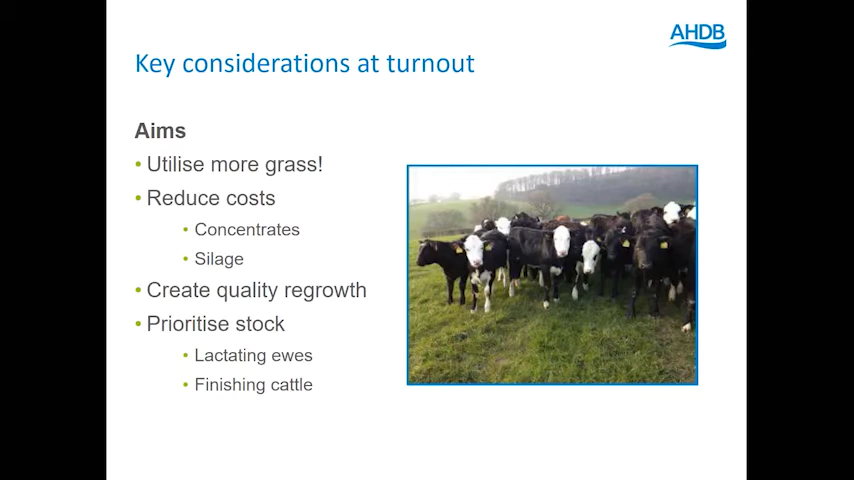 AHDB
Key considerations at turnout
Aims
• Utilise more grass!
• Reduce costs
• Concentrates
• Silage
• Create quality regrowth
• Prioritise stock
• Lactating ewes
• Finishing cattle